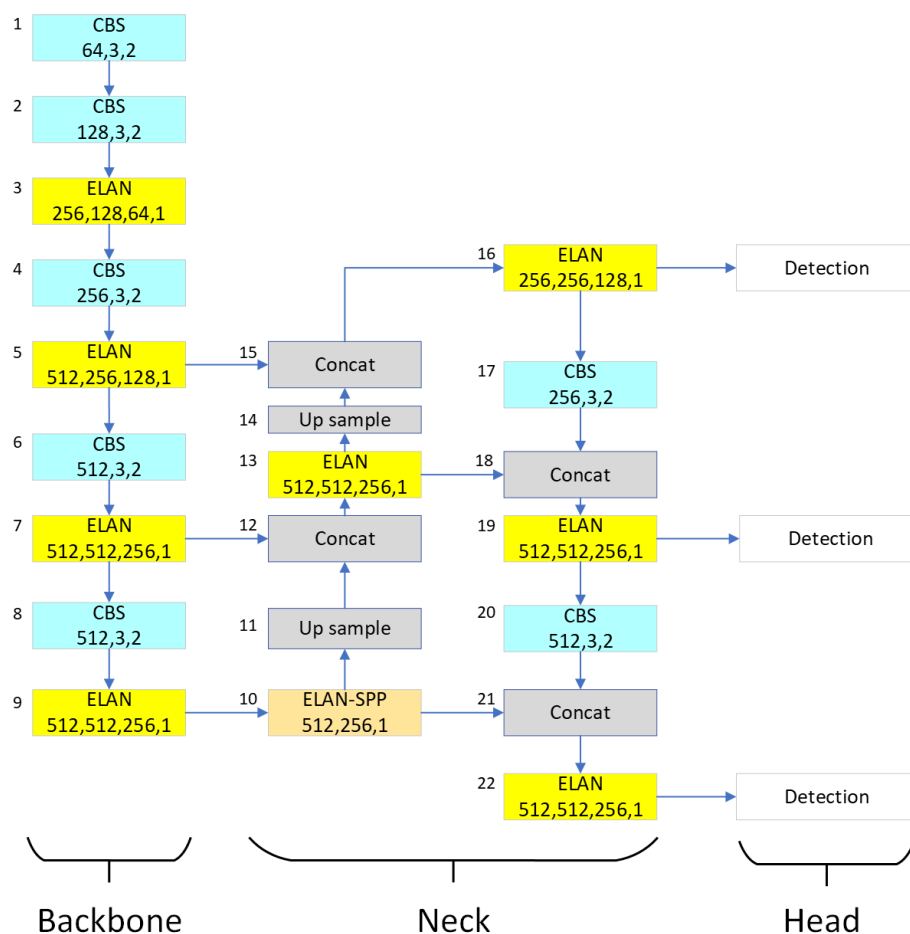 1
CBS
64,3,2
2
CBS
128,3,2
3
ELAN
256,128,64,1
4
CBS
256,3,2
5
ELAN
512,256,128,1
6
CBS
512,3,2
7
ELAN
512,512,256,1
8
CBS
512,3,2
9
ELAN
512,512,256,1
10
ELAN-SPP
512,256,1
11
Up sample
12
Concat
13
ELAN
512,512,256,1
14
Up sample
15
Concat
16
ELAN
256,256,128,1
Detection
17
CBS
256,3,2
18
Concat
19
ELAN
512,512,256,1
Detection
20
CBS
512,3,2
21
Concat
22
ELAN
512,512,256,1
Detection
Backbone
Neck
Head